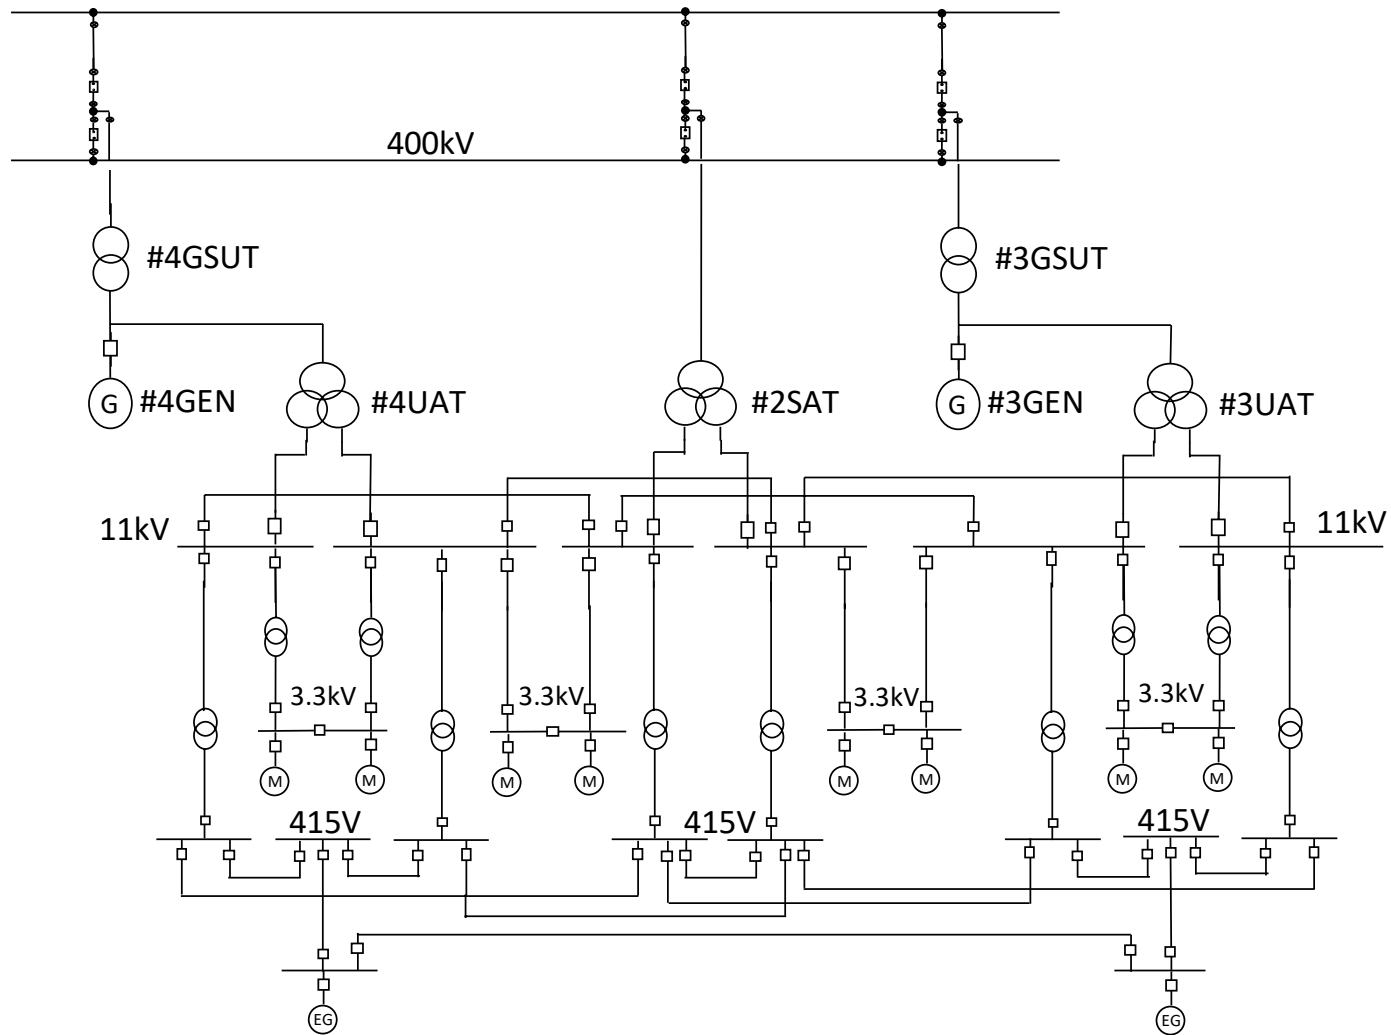 400kV
#4GSUT
#3GSUT
G
#4GEN
#4UAT
#2SAT
G
#3GEN
#3UAT
11kV
11kV
3.3kV
3.3kV
3.3kV
3.3kV
M
M
M
M
M
M
M
M
415V
415V
415V
EG
EG